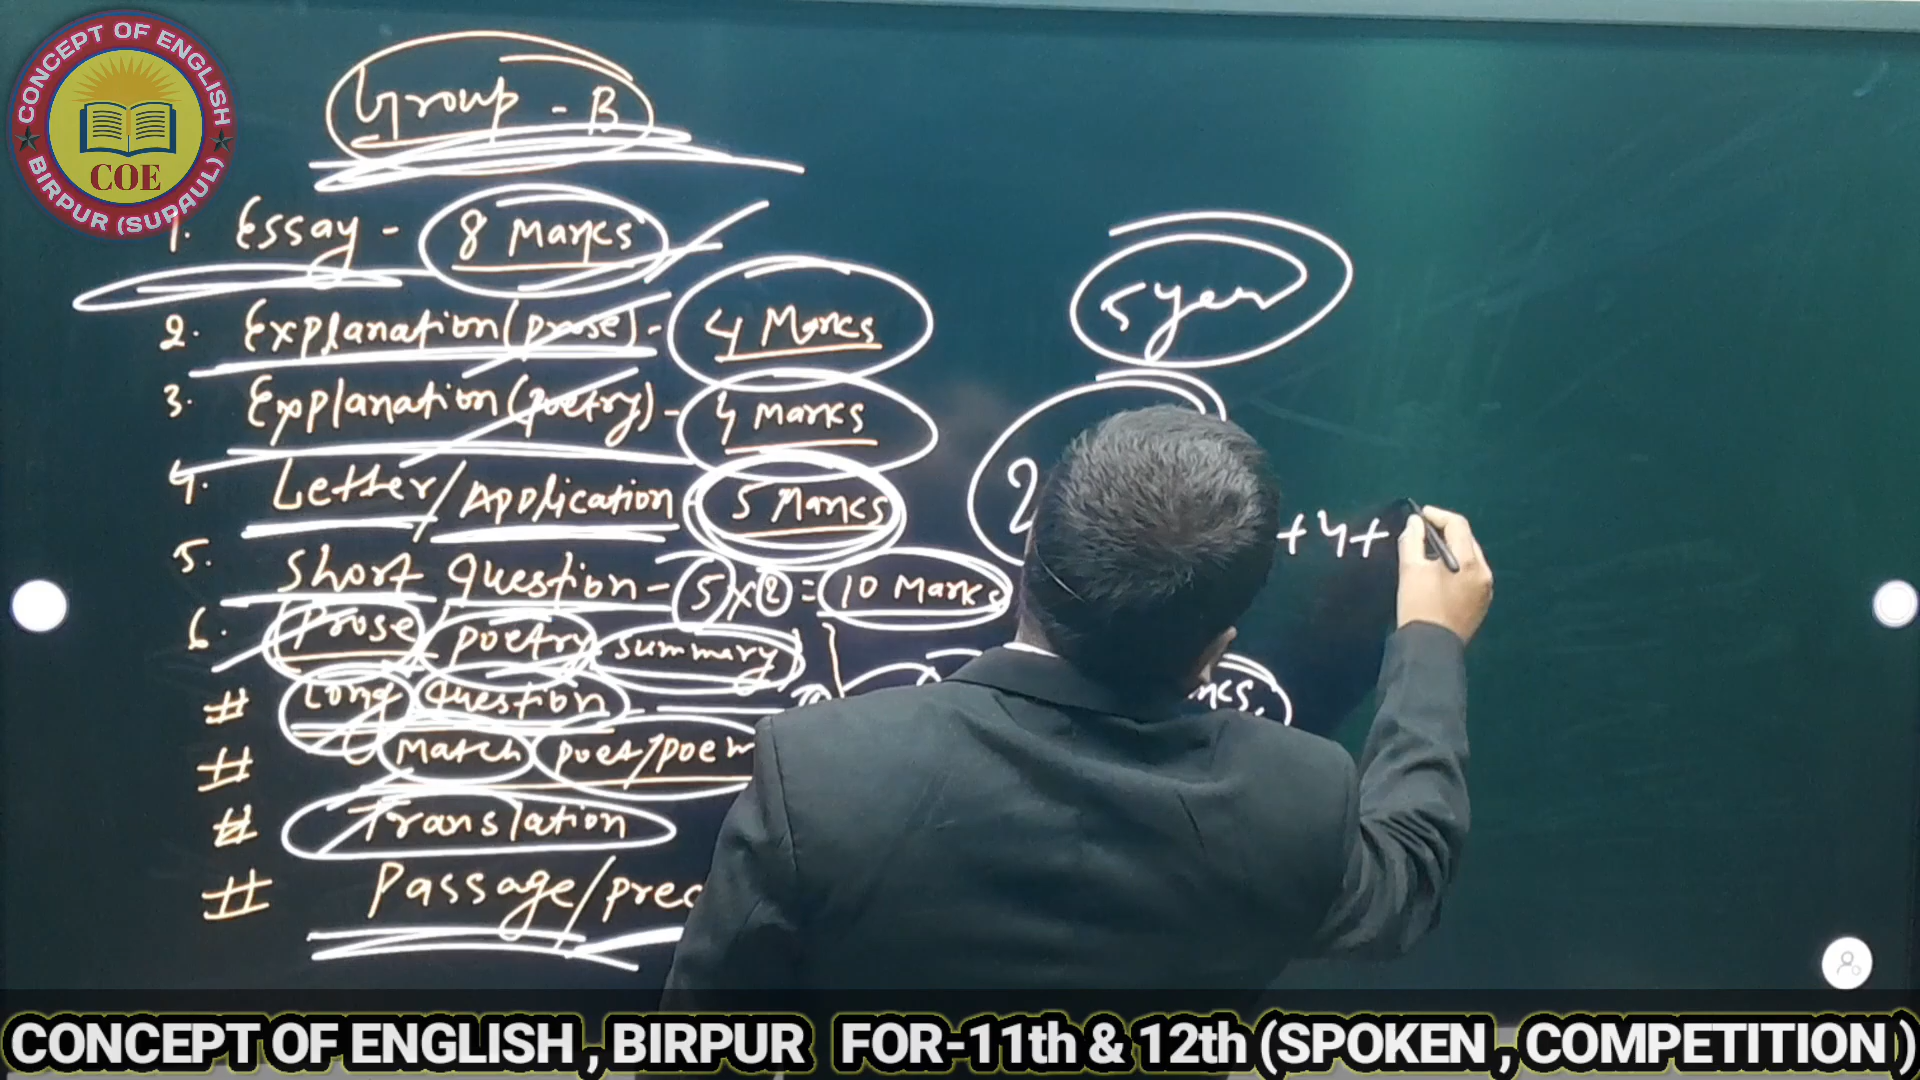 CONCEPT OF ENGLISH
COE
BIRPUR (SUPAUL)
Group - B
1. Essay - 8 Marks
2. Explanation (prose) - 4 Marks
3. Explanation (poetry) - 4 Marks
4. Letter/Application 5 Marks
5. Short Question - 5 x 2 = 10 Marks
6. Prose poetry summary
# Long Question
# Match poet/poem
# Translation
# Passage/prec
5 year
2
+4+
CONCEPT OF ENGLISH , BIRPUR FOR-11th & 12th (SPOKEN , COMPETITION )